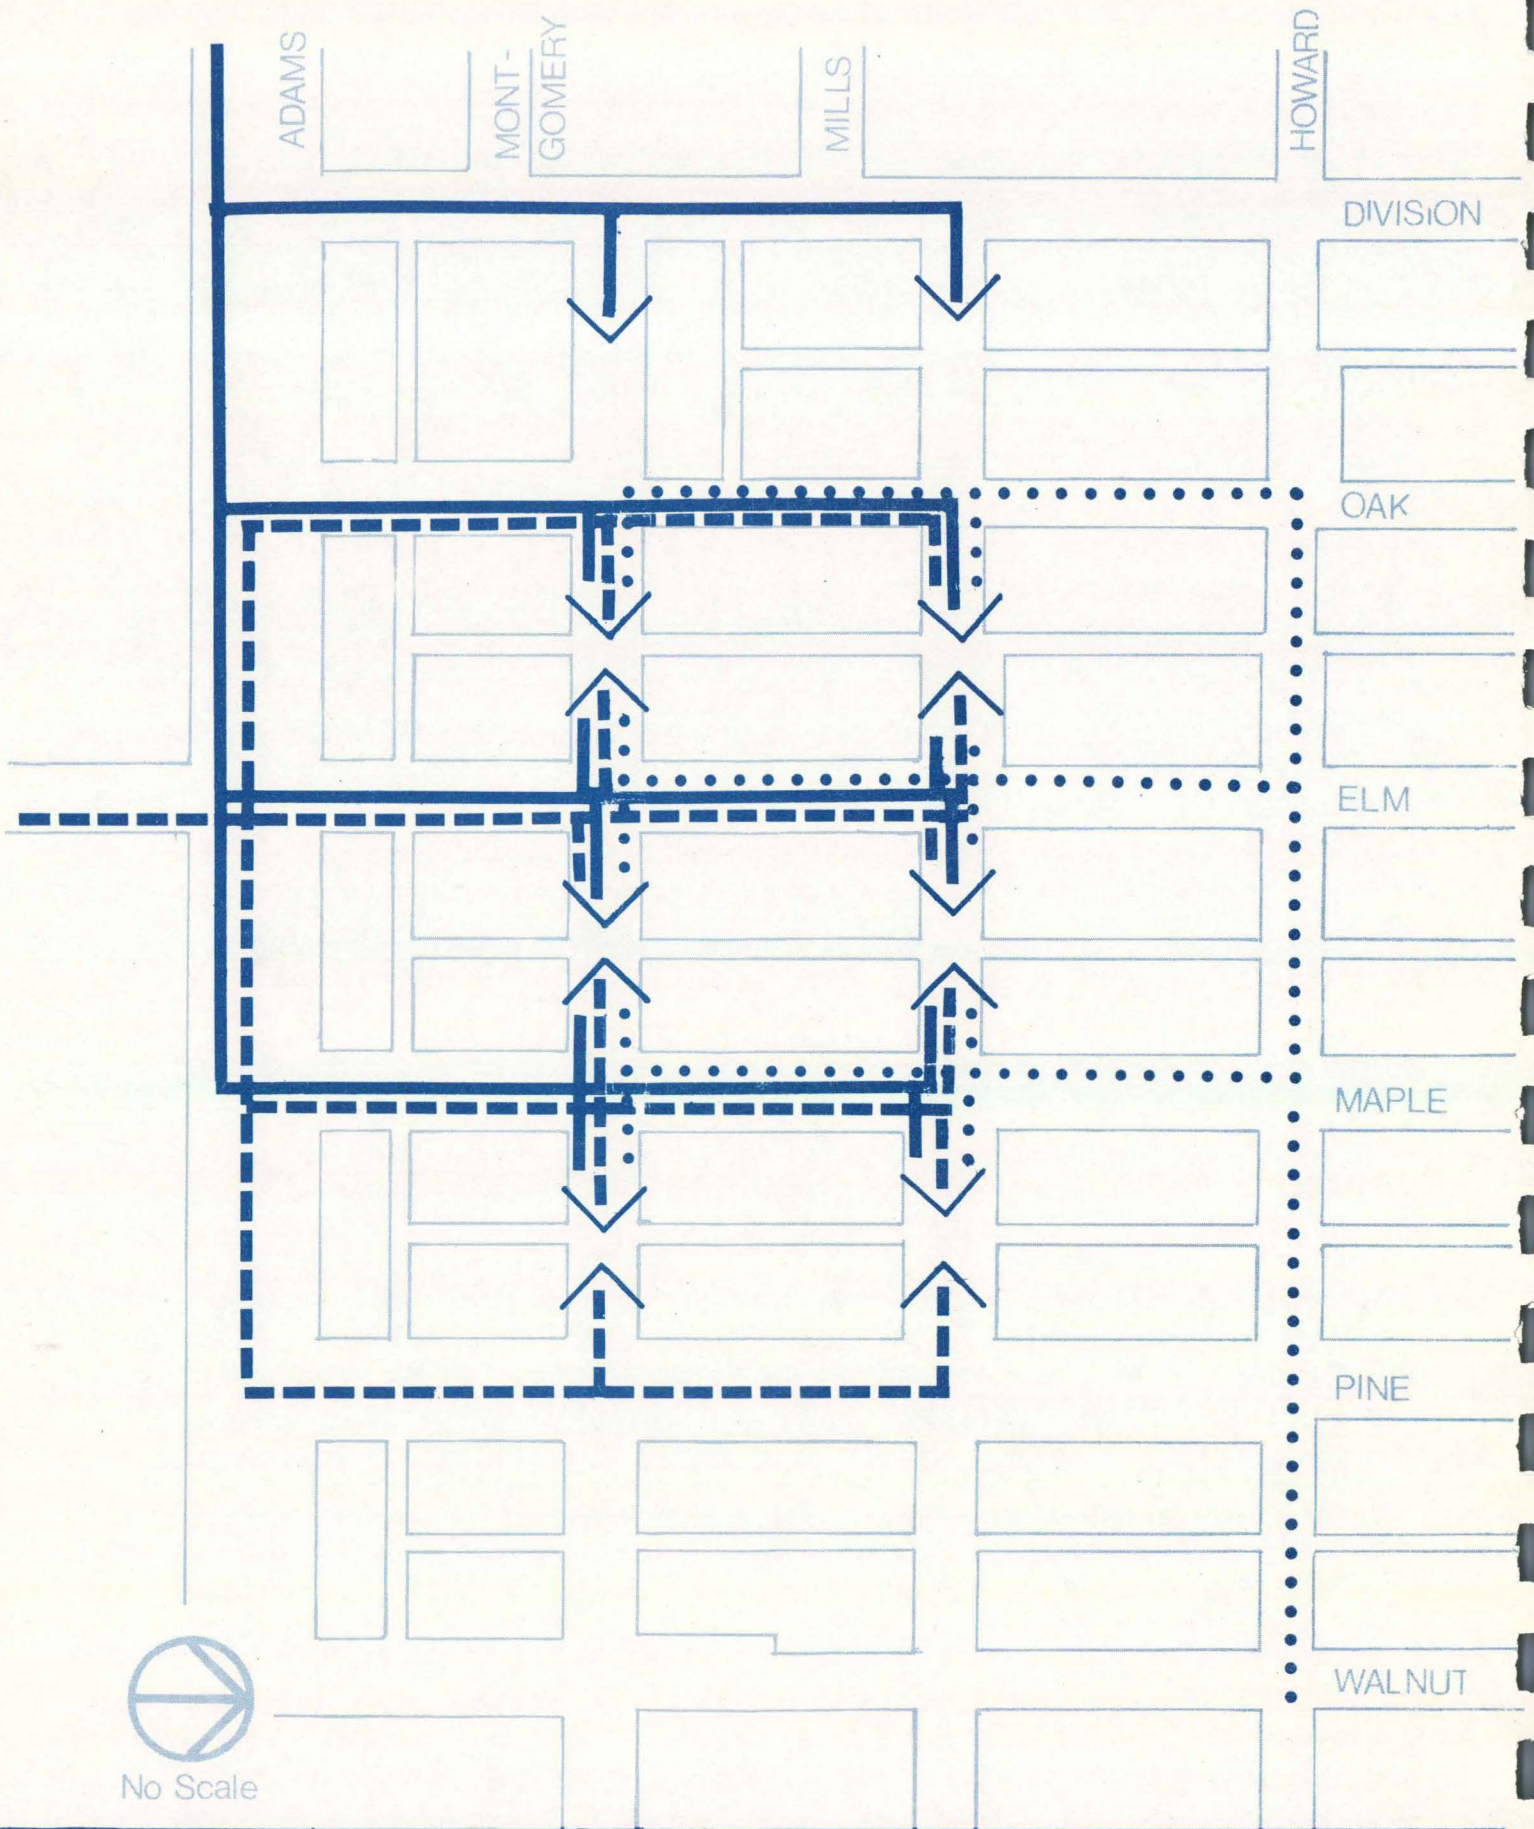 ADAMS
MONT-
GOMERY
MILLS
HOWARD
DIVISION
OAK
ELM
MAPLE
PINE
WALNUT
No Scale